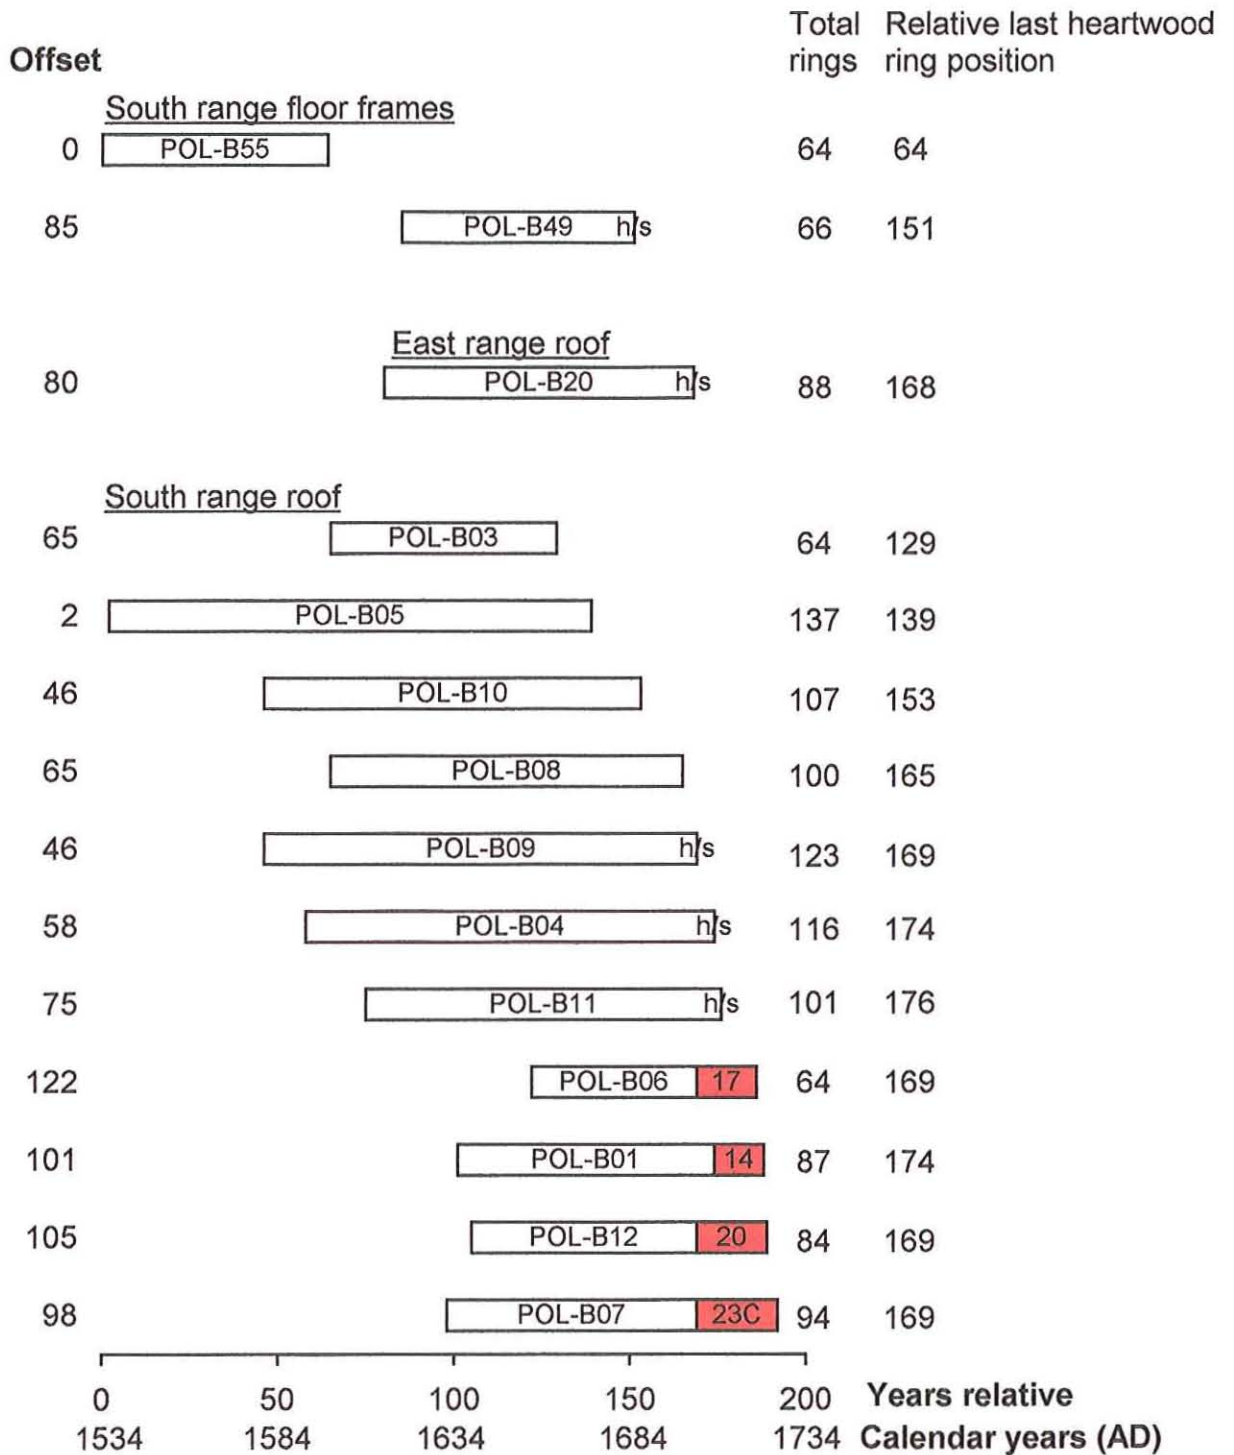 Total Relative last heartwood
Offset rings ring position
South range floor frames
0 POL-B55 64 64
85 POL-B49 h/s 66 151
East range roof
80 POL-B20 h/s 88 168
South range roof
65 POL-B03 64 129
2 POL-B05 137 139
46 POL-B10 107 153
65 POL-B08 100 165
46 POL-B09 h/s 123 169
58 POL-B04 h/s 116 174
75 POL-B11 h/s 101 176
122 POL-B06 17 64 169
101 POL-B01 14 87 174
105 POL-B12 20 84 169
98 POL-B07 23C 94 169
0 50 100 150 200 Years relative
1534 1584 1634 1684 1734 Calendar years (AD)